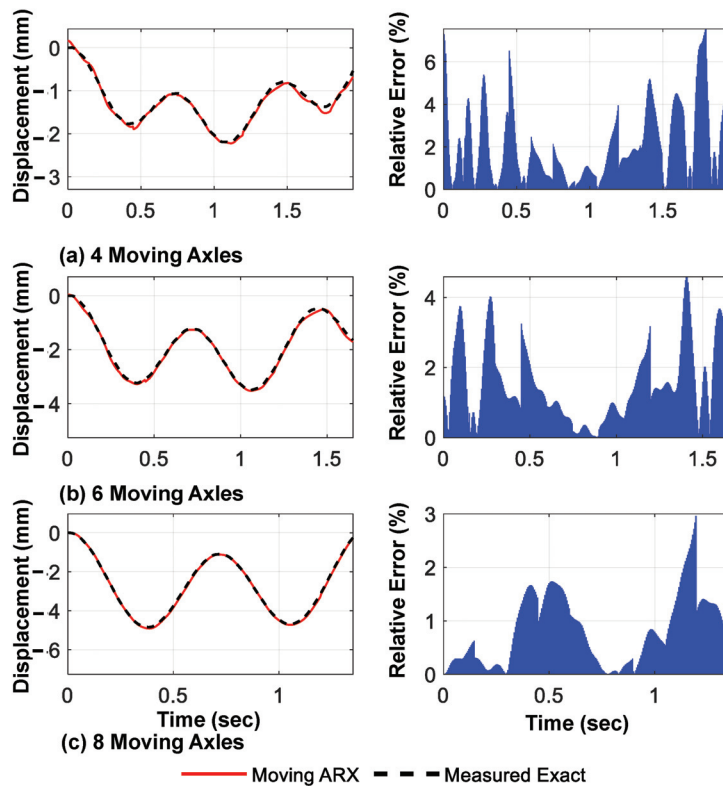 Displacement (mm)
0
−1
−2
−3
0 0.5 1 1.5
Relative Error (%)
6
4
2
0
0 0.5 1 1.5
(a) 4 Moving Axles
Displacement (mm)
0
−2
−4
0 0.5 1 1.5
Relative Error (%)
4
2
0
0 0.5 1 1.5
(b) 6 Moving Axles
Displacement (mm)
0
−2
−4
−6
0 0.5 1
Time (sec)
Relative Error (%)
3
2
1
0
0 0.5 1
Time (sec)
(c) 8 Moving Axles
Moving ARX Measured Exact